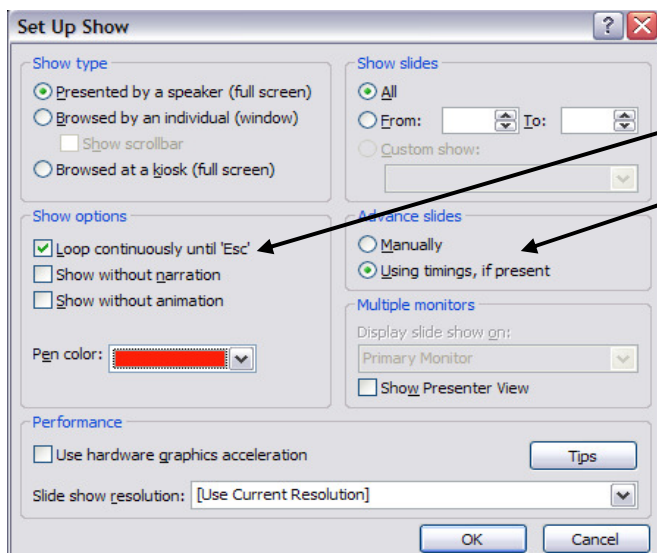 Set Up Show
Show type
Presented by a speaker (full screen)
Browsed by an individual (window)
Show scrollbar
Browsed at a kiosk (full screen)
Show slides
All
From: To:
Custom show:
Show options
Loop continuously until 'Esc'
Show without narration
Show without animation
Pen color:
Advance slides
Manually
Using timings, if present
Multiple monitors
Display slide show on:
Primary Monitor
Show Presenter View
Performance
Use hardware graphics acceleration
Tips
Slide show resolution: [Use Current Resolution]
OK Cancel